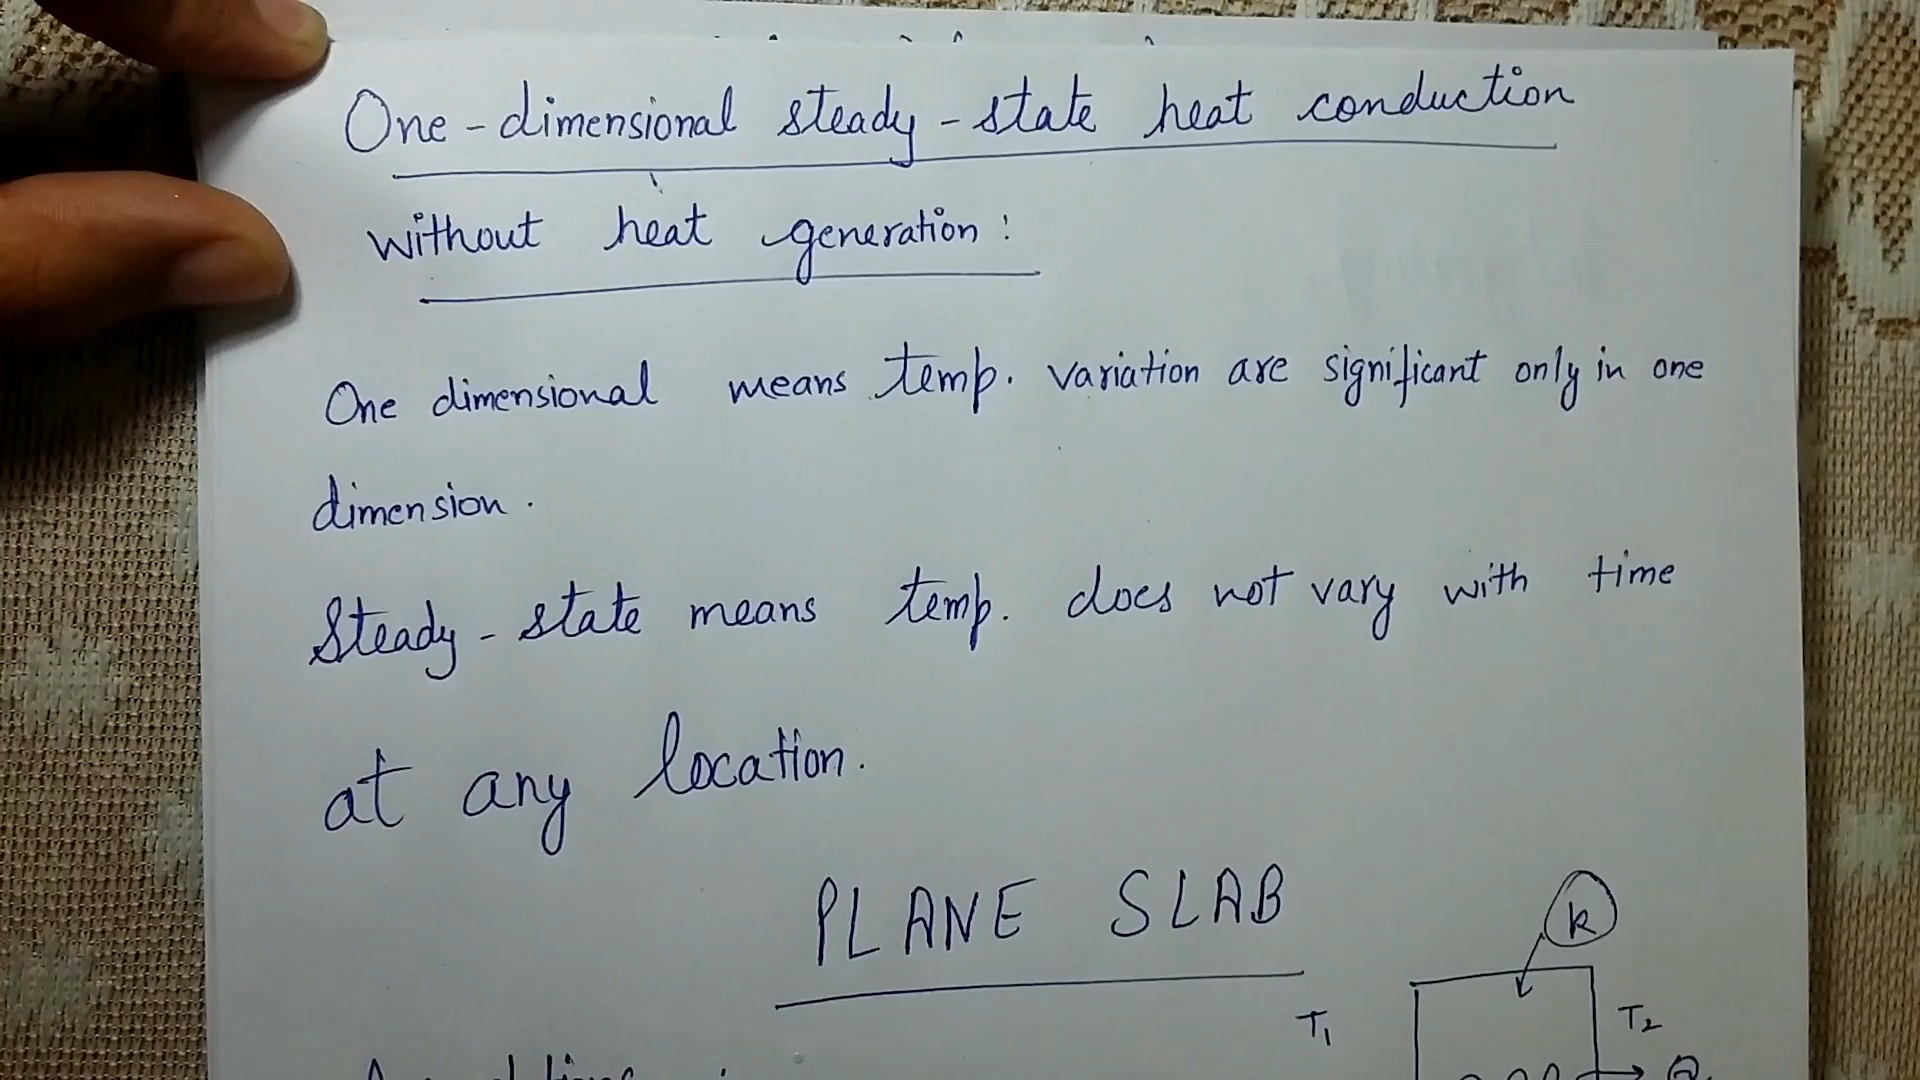 One-dimensional steady-state heat conduction
without heat generation:
One dimensional means temp. variation are significant only in one
dimension.
Steady-state means temp. does not vary with time
at any location.
PLANE SLAB
k
T1 T2